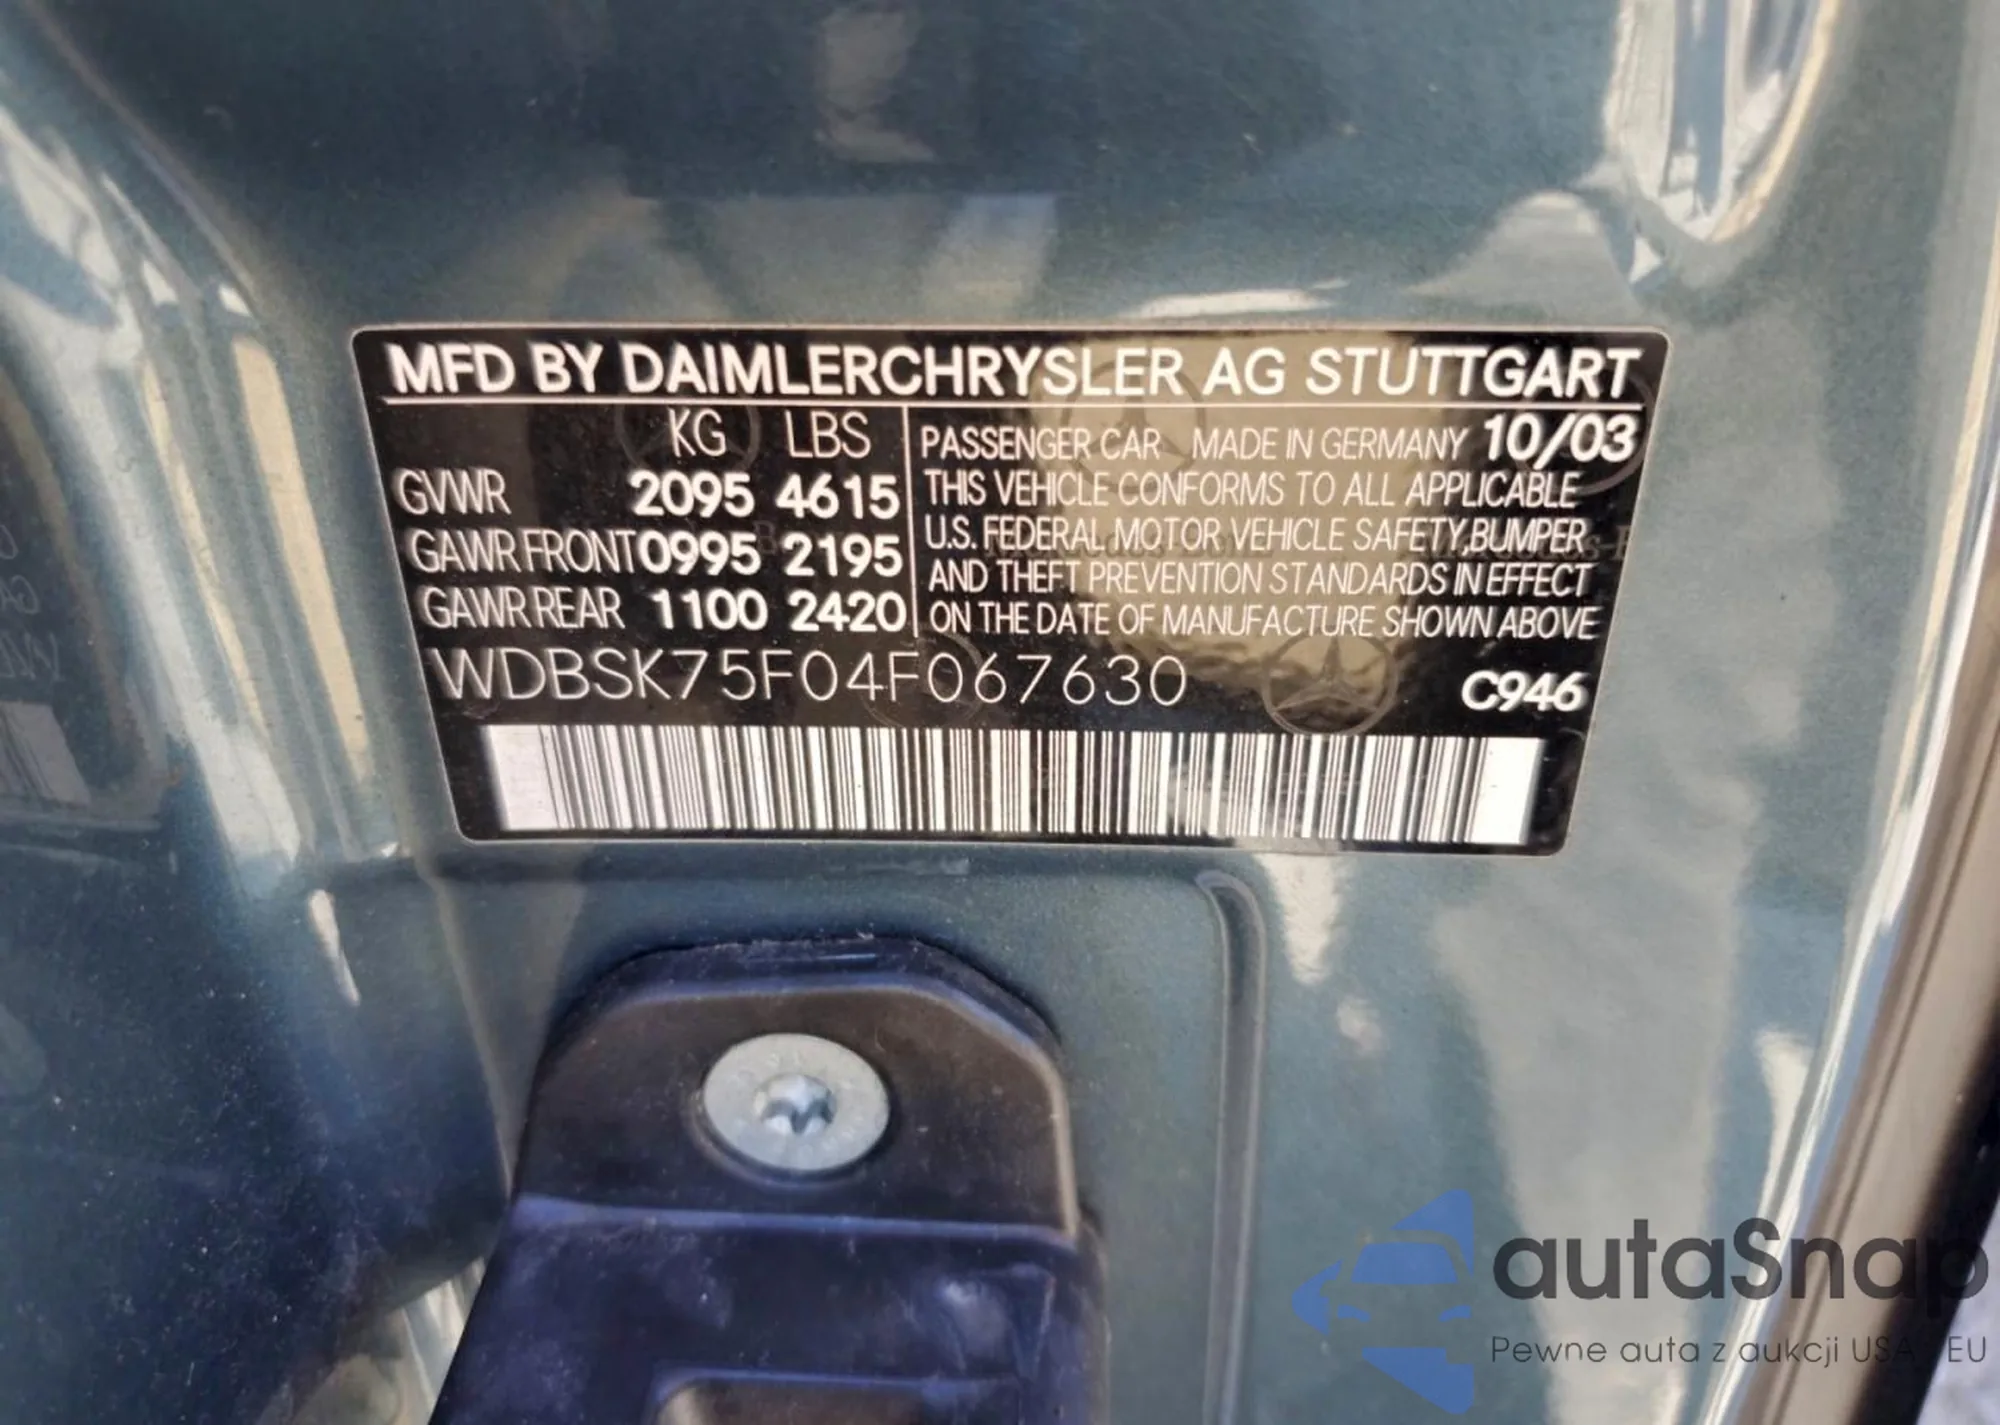 MFD BY DAIMLERCHRYSLER AG STUTTGART
KG LBS
GVWR 2095 4615
GAWR FRONT 0995 2195
GAWR REAR 1100 2420
PASSENGER CAR MADE IN GERMANY 10/03
THIS VEHICLE CONFORMS TO ALL APPLICABLE
U.S. FEDERAL MOTOR VEHICLE SAFETY,BUMPER
AND THEFT PREVENTION STANDARDS IN EFFECT
ON THE DATE OF MANUFACTURE SHOWN ABOVE
WDBSK75F04F067630 C946
autaSnap
Pewne auta z aukcji USA EU